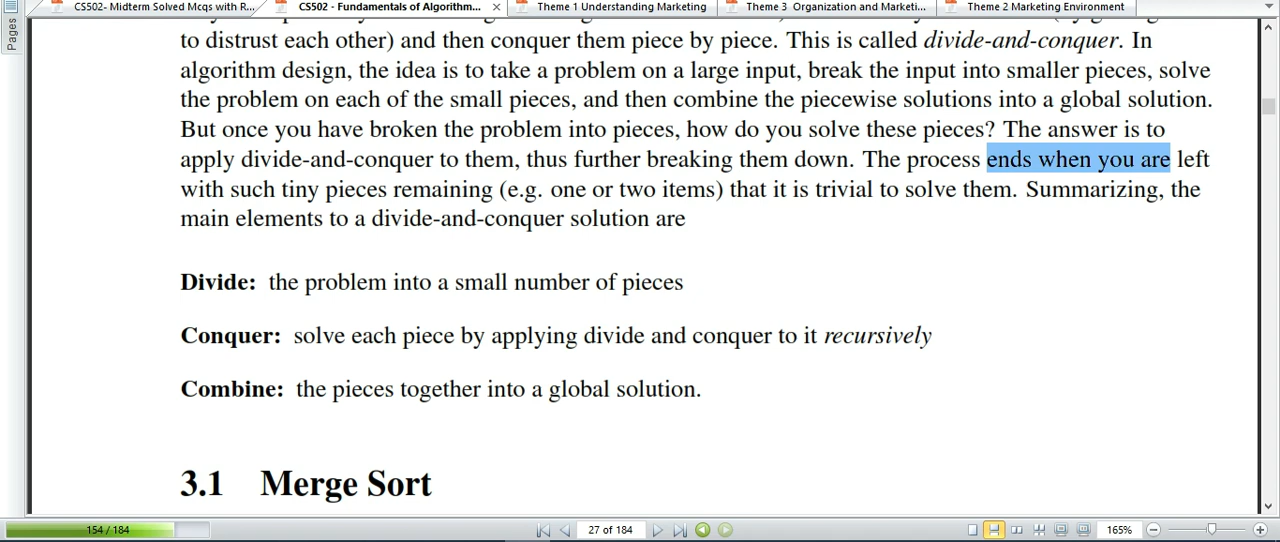 CS502- Midterm Solved Mcqs with R...
CS502 - Fundamentals of Algorithm...
Theme 1 Understanding Marketing
Theme 3 Organization and Marketi...
Theme 2 Marketing Environment
Pages
to distrust each other) and then conquer them piece by piece. This is called divide-and-conquer. In
algorithm design, the idea is to take a problem on a large input, break the input into smaller pieces, solve
the problem on each of the small pieces, and then combine the piecewise solutions into a global solution.
But once you have broken the problem into pieces, how do you solve these pieces? The answer is to
apply divide-and-conquer to them, thus further breaking them down. The process ends when you are left
with such tiny pieces remaining (e.g. one or two items) that it is trivial to solve them. Summarizing, the
main elements to a divide-and-conquer solution are
Divide: the problem into a small number of pieces
Conquer: solve each piece by applying divide and conquer to it recursively
Combine: the pieces together into a global solution.
3.1 Merge Sort
154 / 184
27 of 184
165%